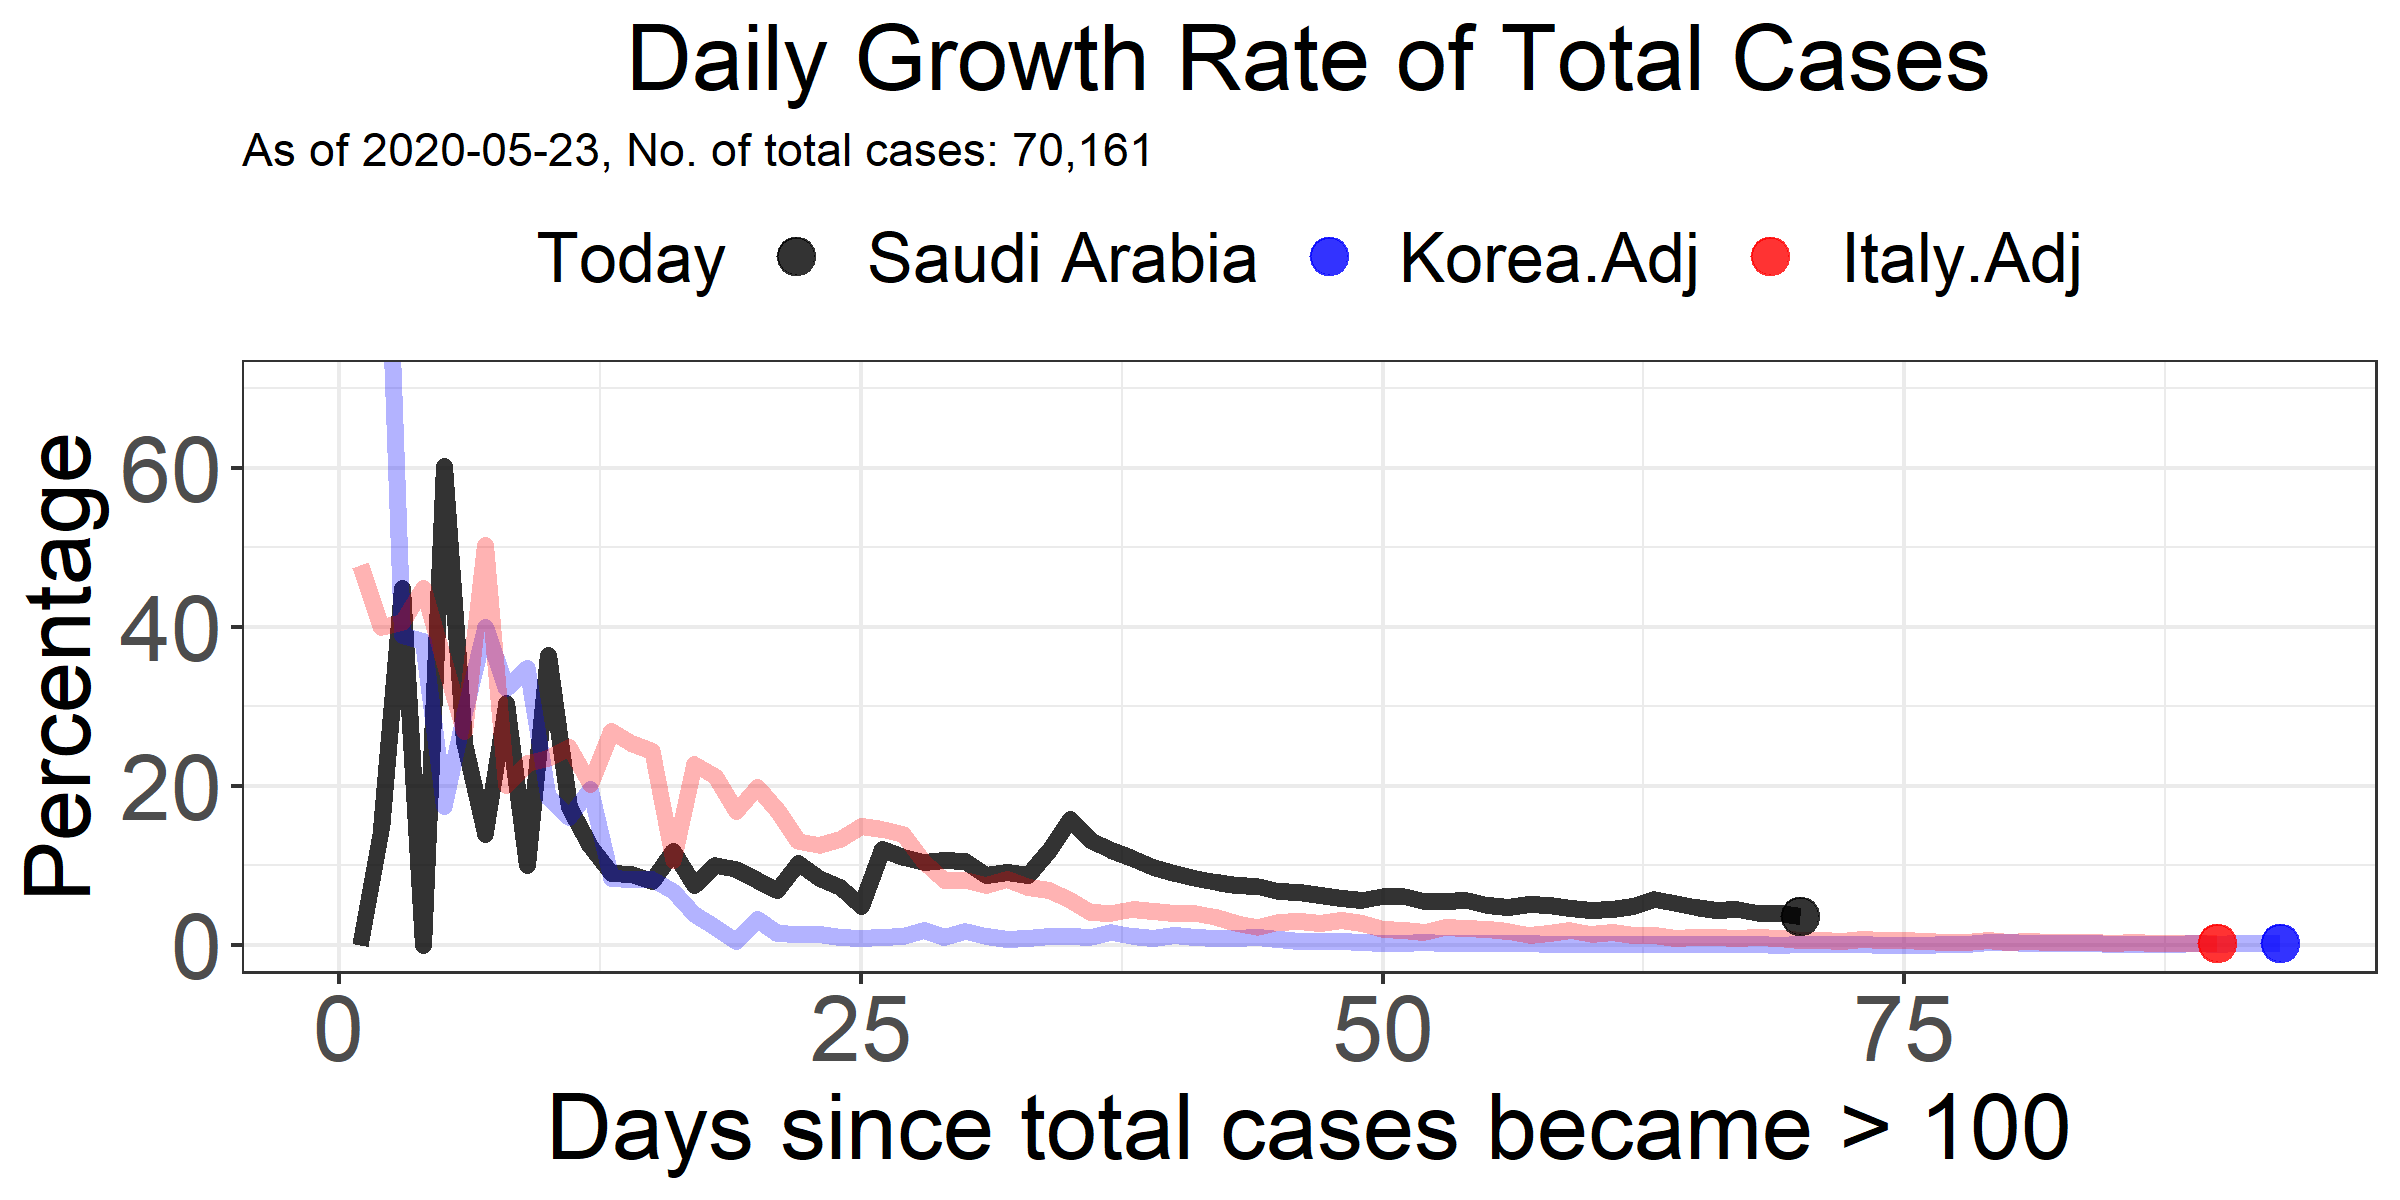 Daily Growth Rate of Total Cases
As of 2020-05-23, No. of total cases: 70,161
Today Saudi Arabia Korea.Adj Italy.Adj
Percentage
60
40
20
0
0 25 50 75
Days since total cases became > 100